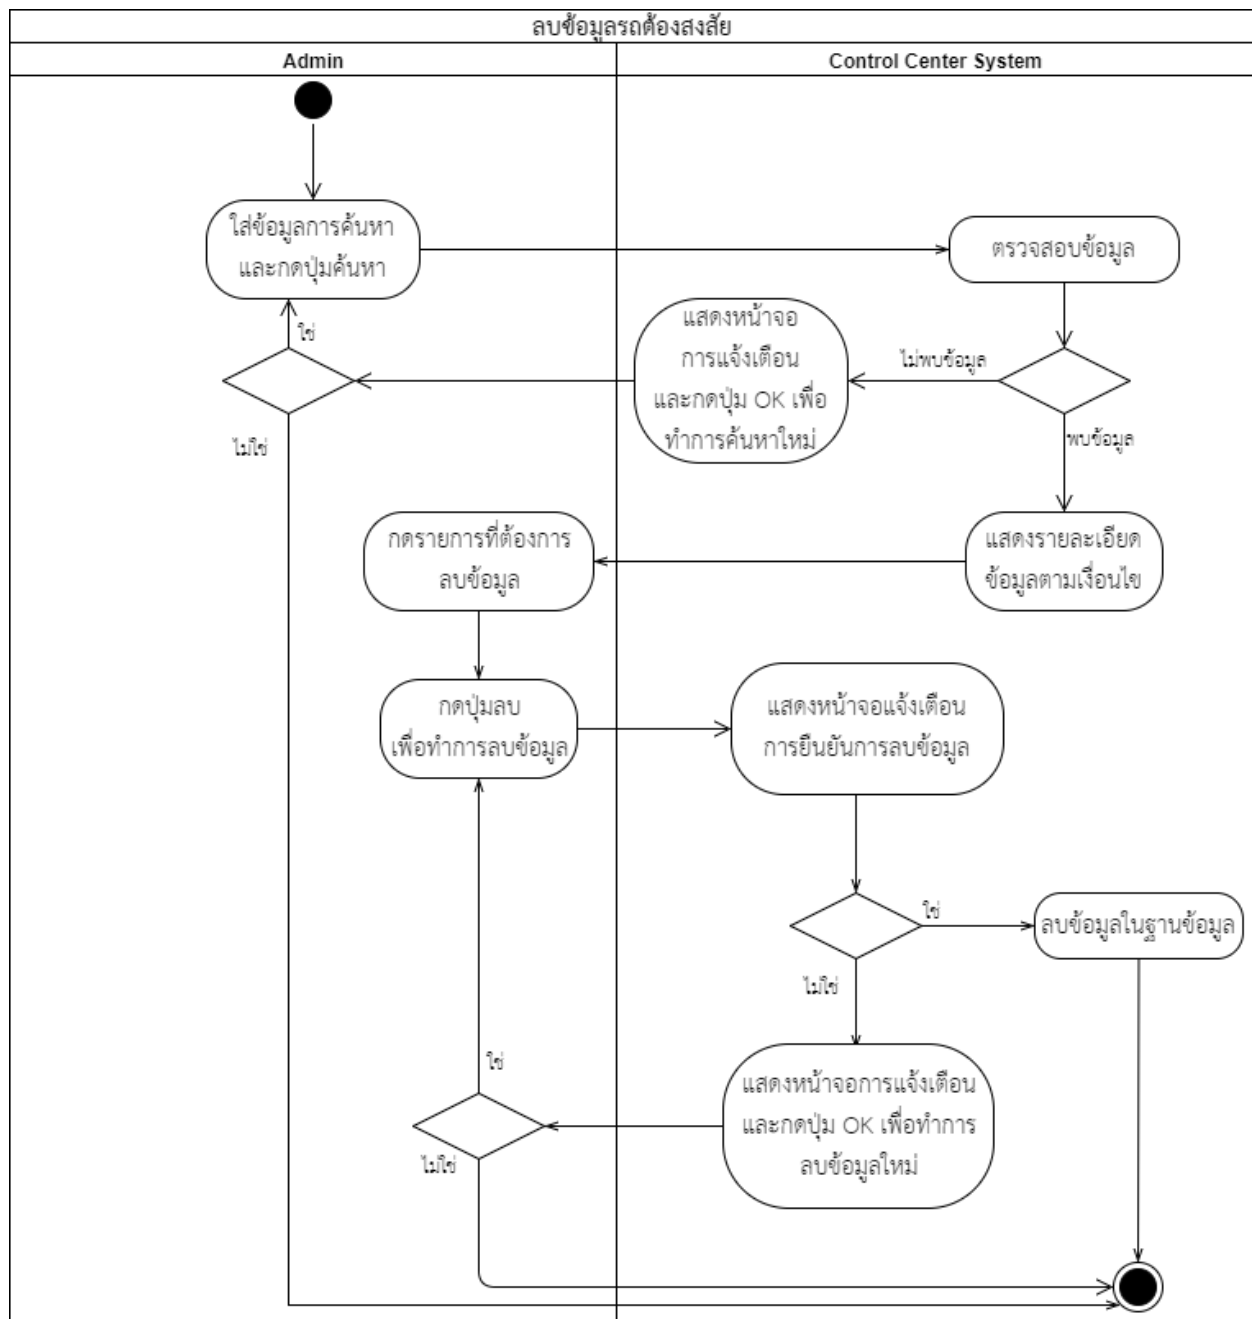 ลบข้อมูลรถต้องสงสัย
Admin
Control Center System
ใส่ข้อมูลการค้นหา
และกดปุ่มค้นหา
ตรวจสอบข้อมูล
แสดงหน้าจอ
การแจ้งเตือน
และกดปุ่ม OK เพื่อ
ทำการค้นหาใหม่
ไม่พบข้อมูล
ใช่
ไม่ใช่
พบข้อมูล
กดรายการที่ต้องการ
ลบข้อมูล
แสดงรายละเอียด
ข้อมูลตามเงื่อนไข
กดปุ่มลบ
เพื่อทำการลบข้อมูล
แสดงหน้าจอแจ้งเตือน
การยืนยันการลบข้อมูล
ใช่
ลบข้อมูลในฐานข้อมูล
ไม่ใช่
แสดงหน้าจอการแจ้งเตือน
และกดปุ่ม OK เพื่อทำการ
ลบข้อมูลใหม่
ใช่
ไม่ใช่